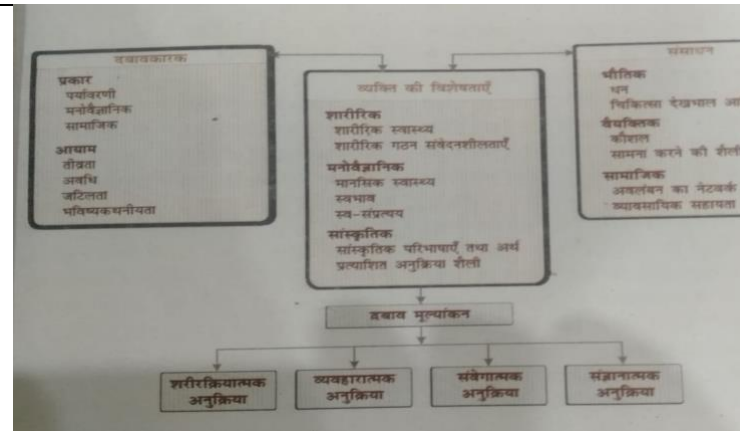 दबावकारक
प्रकार
पर्यावरणी
मनोवैज्ञानिक
सामाजिक
आयाम
तीव्रता
अवधि
जटिलता
भविष्यकथनीयता
व्यक्ति की विशेषताएँ
शारीरिक
शारीरिक स्वास्थ्य
शारीरिक गठन संवेदनशीलताएँ
मनोवैज्ञानिक
मानसिक स्वास्थ्य
स्वभाव
स्व-संप्रत्यय
सांस्कृतिक
सांस्कृतिक परिभाषाएँ तथा अर्थ
प्रत्याशित अनुक्रिया शैली
संसाधन
भौतिक
धन
चिकित्सा देखभाल
वैयक्तिक
कौशल
सामना करने की शैली
सामाजिक
अवलंबन का नेटवर्क
व्यावसायिक सहायता
दबाव मूल्यांकन
शरीरक्रियात्मक
अनुक्रिया
व्यवहारात्मक
अनुक्रिया
संवेगात्मक
अनुक्रिया
संज्ञानात्मक
अनुक्रिया